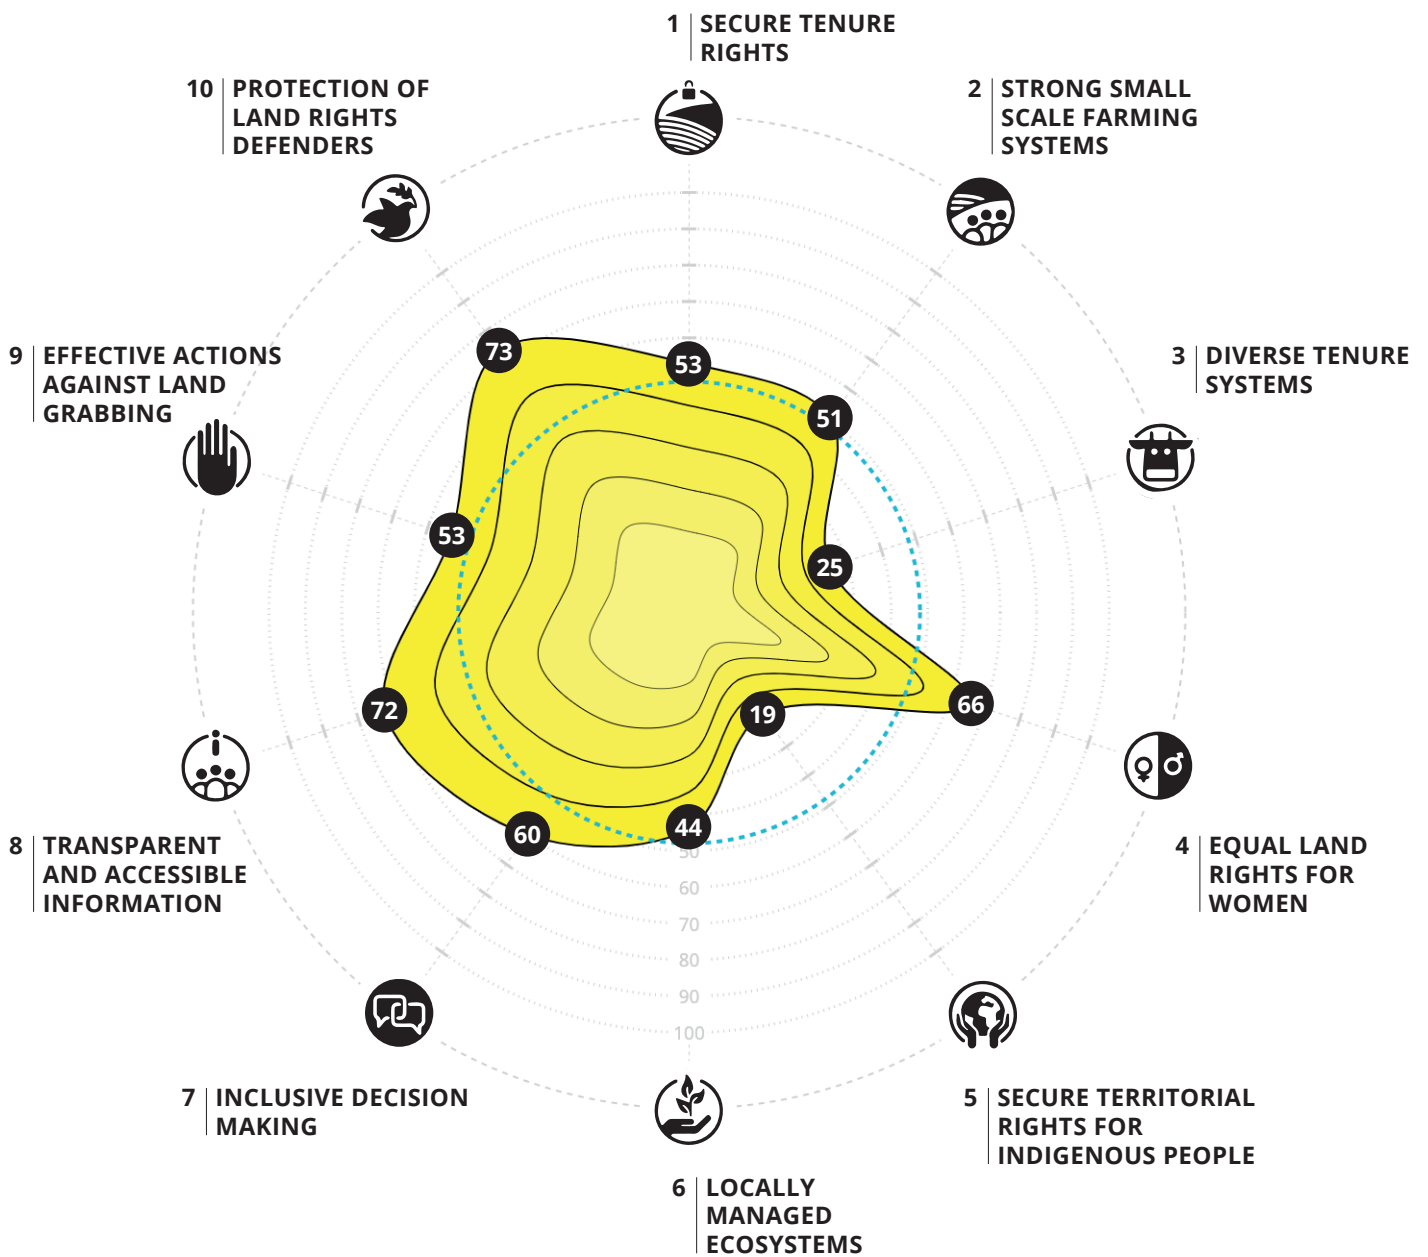 1 SECURE TENURE
RIGHTS
2 STRONG SMALL
SCALE FARMING
SYSTEMS
3 DIVERSE TENURE
SYSTEMS
4 EQUAL LAND
RIGHTS FOR
WOMEN
5 SECURE TERRITORIAL
RIGHTS FOR
INDIGENOUS PEOPLE
6 LOCALLY
MANAGED
ECOSYSTEMS
7 INCLUSIVE DECISION
MAKING
8 TRANSPARENT
AND ACCESSIBLE
INFORMATION
9 EFFECTIVE ACTIONS
AGAINST LAND
GRABBING
10 PROTECTION OF
LAND RIGHTS
DEFENDERS
53
51
25
66
19
44
60
72
53
73
50
60
70
80
90
100